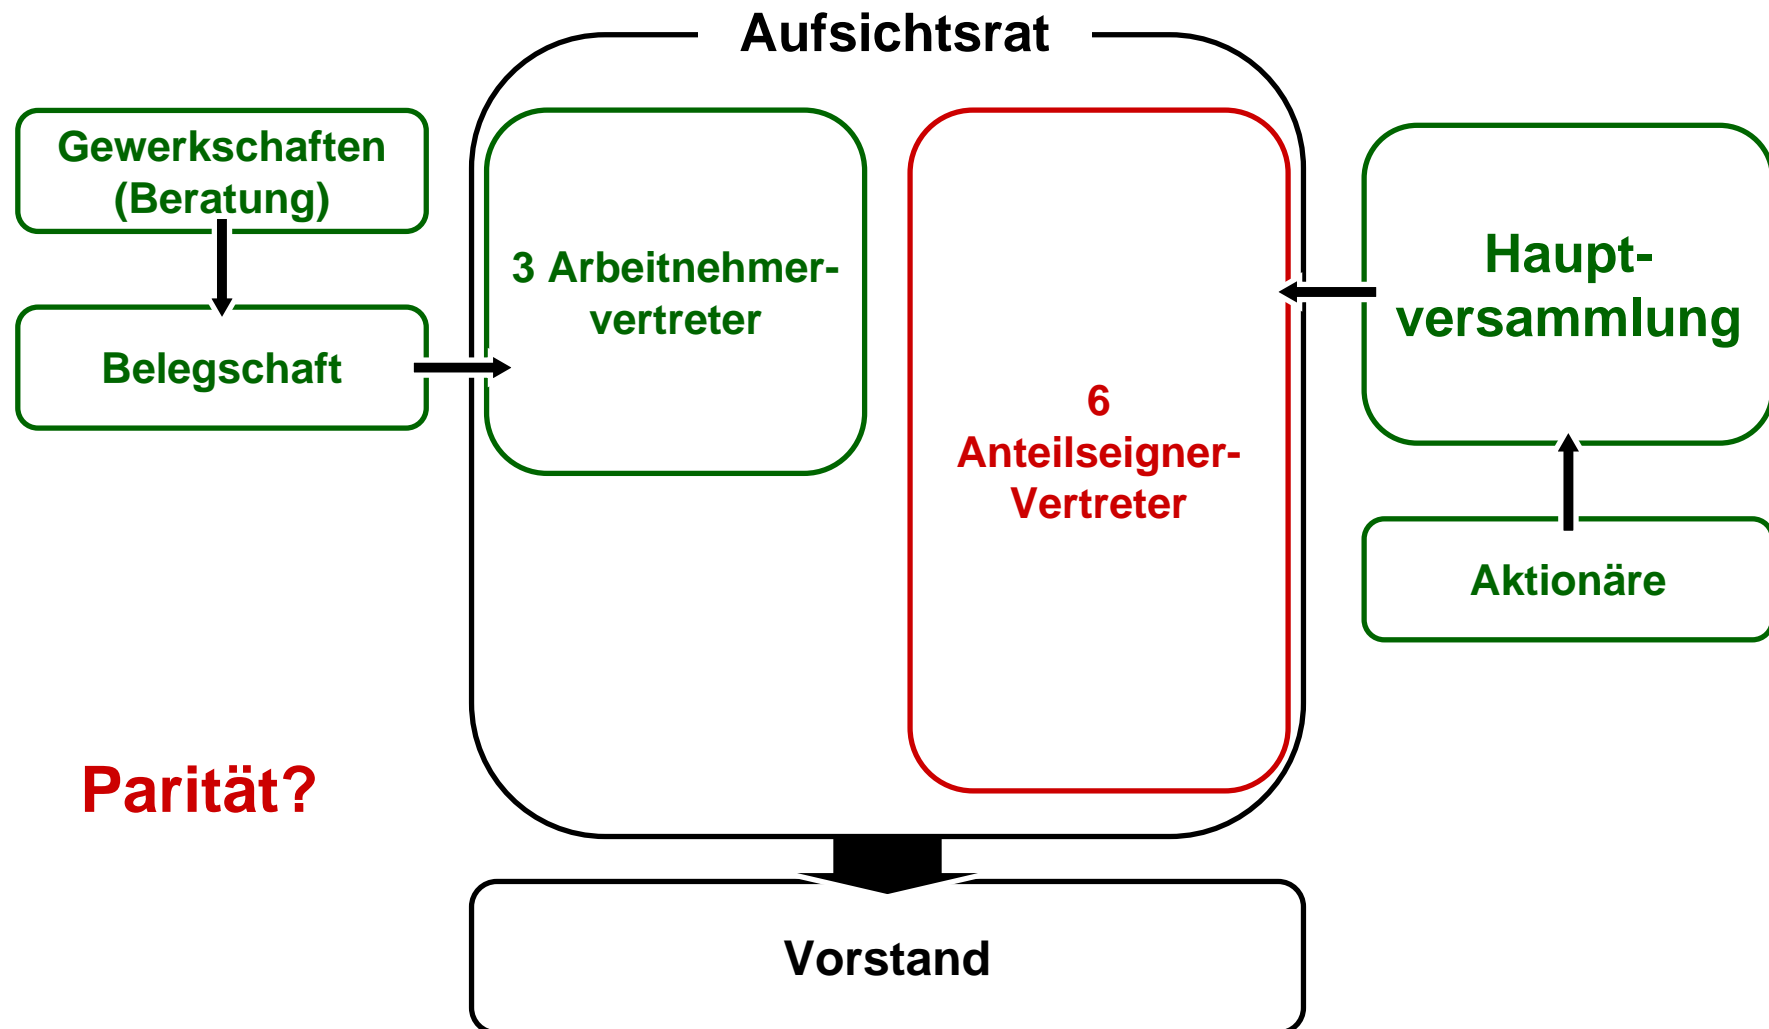 Aufsichtsrat
Gewerkschaften
(Beratung)
Belegschaft
3 Arbeitnehmer-
vertreter
6
Anteilseigner-
Vertreter
Haupt-
versammlung
Aktionäre
Parität?
Vorstand